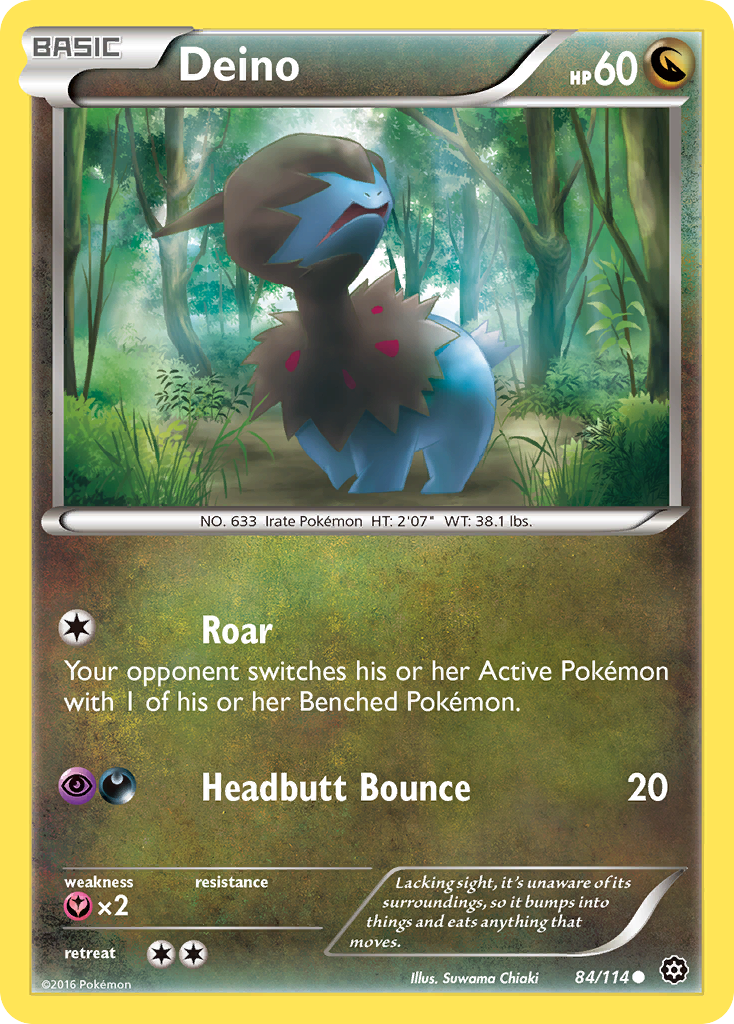 BASIC
Deino
HP60
NO. 633 Irate Pokémon HT: 2'07" WT: 38.1 lbs.
Roar
Your opponent switches his or her Active Pokémon
with 1 of his or her Benched Pokémon.
Headbutt Bounce 20
weakness resistance
×2
retreat
Lacking sight, it's unaware of its
surroundings, so it bumps into
things and eats anything that
moves.
©2016 Pokémon
Illus. Suwama Chiaki
84/114